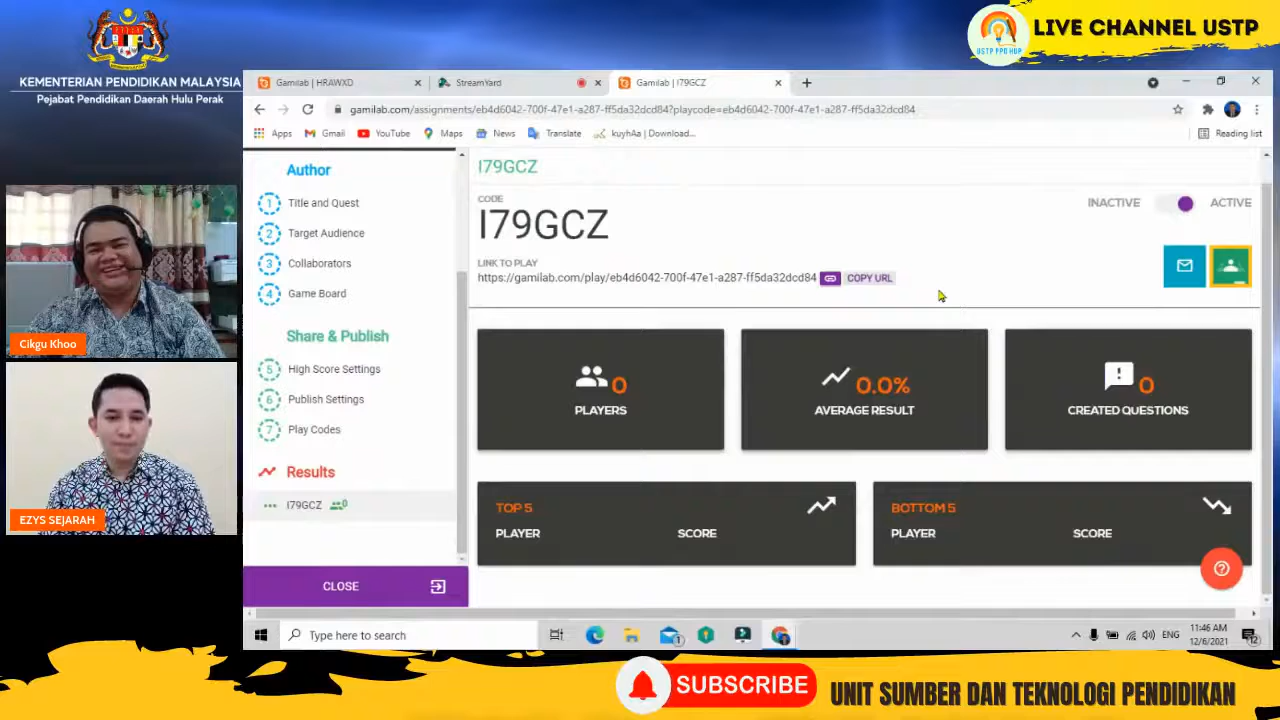 KEMENTERIAN PENDIDIKAN MALAYSIA
Pejabat Pendidikan Daerah Hulu Perak
USTP PPD HUP
LIVE CHANNEL USTP
Gamilab | HRAWXD
StreamYard
Gamilab | I79GCZ
gamilab.com/assignments/eb4d6042-700f-47e1-a287-ff5da32dcd84?playcode=eb4d6042-700f-47e1-a287-ff5da32dcd84
Apps
Gmail
YouTube
Maps
News
Translate
kuyhAa | Download...
Reading list
Author
1 Title and Quest
2 Target Audience
3 Collaborators
4 Game Board
Share & Publish
5 High Score Settings
6 Publish Settings
7 Play Codes
Results
I79GCZ 0
CLOSE
I79GCZ
CODE
I79GCZ
INACTIVE ACTIVE
LINK TO PLAY
https://gamilab.com/play/eb4d6042-700f-47e1-a287-ff5da32dcd84 COPY URL
0
PLAYERS
0.0%
AVERAGE RESULT
0
CREATED QUESTIONS
TOP 5
PLAYER SCORE
BOTTOM 5
PLAYER SCORE
Cikgu Khoo
EZYS SEJARAH
Type here to search
ENG
11:46 AM
12/6/2021
SUBSCRIBE
UNIT SUMBER DAN TEKNOLOGI PENDIDIKAN